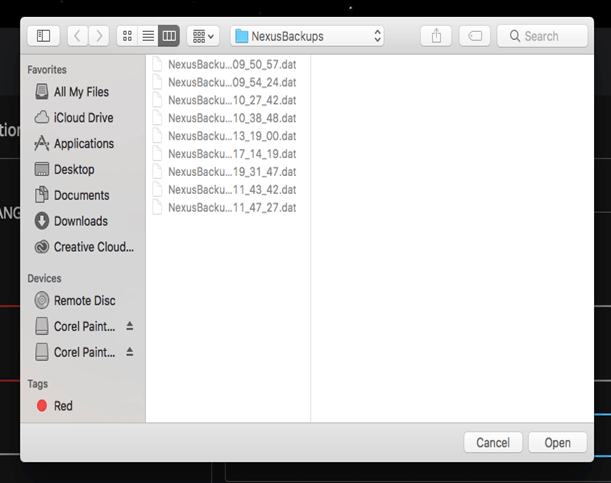 NexusBackups
Search
Favorites
All My Files
iCloud Drive
Applications
Desktop
Documents
Downloads
Creative Cloud...
Devices
Remote Disc
Corel Paint...
Corel Paint...
Tags
Red
NexusBacku...09_50_57.dat
NexusBacku...09_54_24.dat
NexusBacku...10_27_42.dat
NexusBacku...10_38_48.dat
NexusBacku...13_19_00.dat
NexusBacku...17_14_19.dat
NexusBacku...19_31_47.dat
NexusBacku...11_43_42.dat
NexusBacku...11_47_27.dat
tion
ANG
Cancel
Open